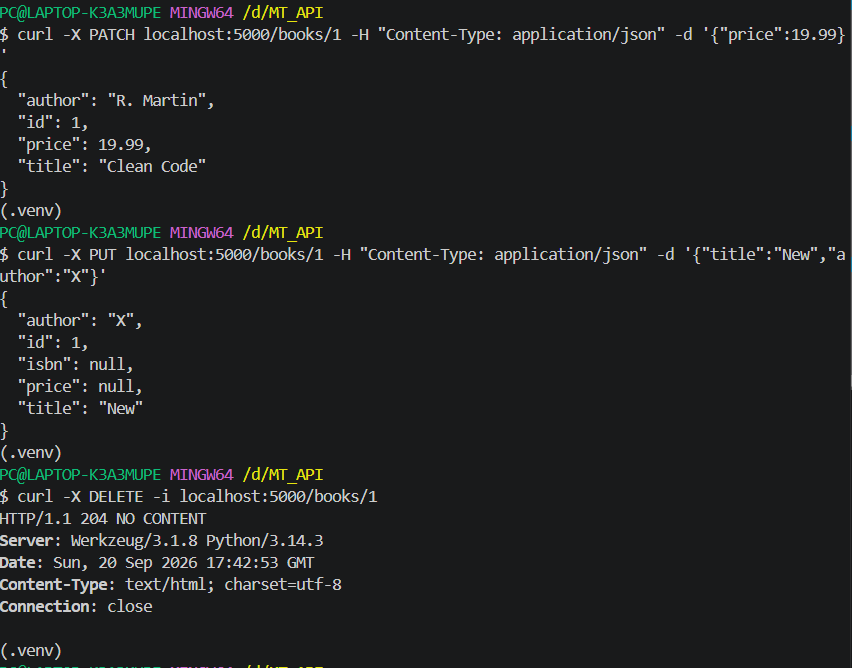 PC@LAPTOP-K3A3MUPE MINGW64 /d/MT_API
$ curl -X PATCH localhost:5000/books/1 -H "Content-Type: application/json" -d '{"price":19.99}
'
{
  "author": "R. Martin",
  "id": 1,
  "price": 19.99,
  "title": "Clean Code"
}
(.venv)
PC@LAPTOP-K3A3MUPE MINGW64 /d/MT_API
$ curl -X PUT localhost:5000/books/1 -H "Content-Type: application/json" -d '{"title":"New","a
uthor":"X"}'
{
  "author": "X",
  "id": 1,
  "isbn": null,
  "price": null,
  "title": "New"
}
(.venv)
PC@LAPTOP-K3A3MUPE MINGW64 /d/MT_API
$ curl -X DELETE -i localhost:5000/books/1
HTTP/1.1 204 NO CONTENT
Server: Werkzeug/3.1.8 Python/3.14.3
Date: Sun, 20 Sep 2026 17:42:53 GMT
Content-Type: text/html; charset=utf-8
Connection: close

(.venv)